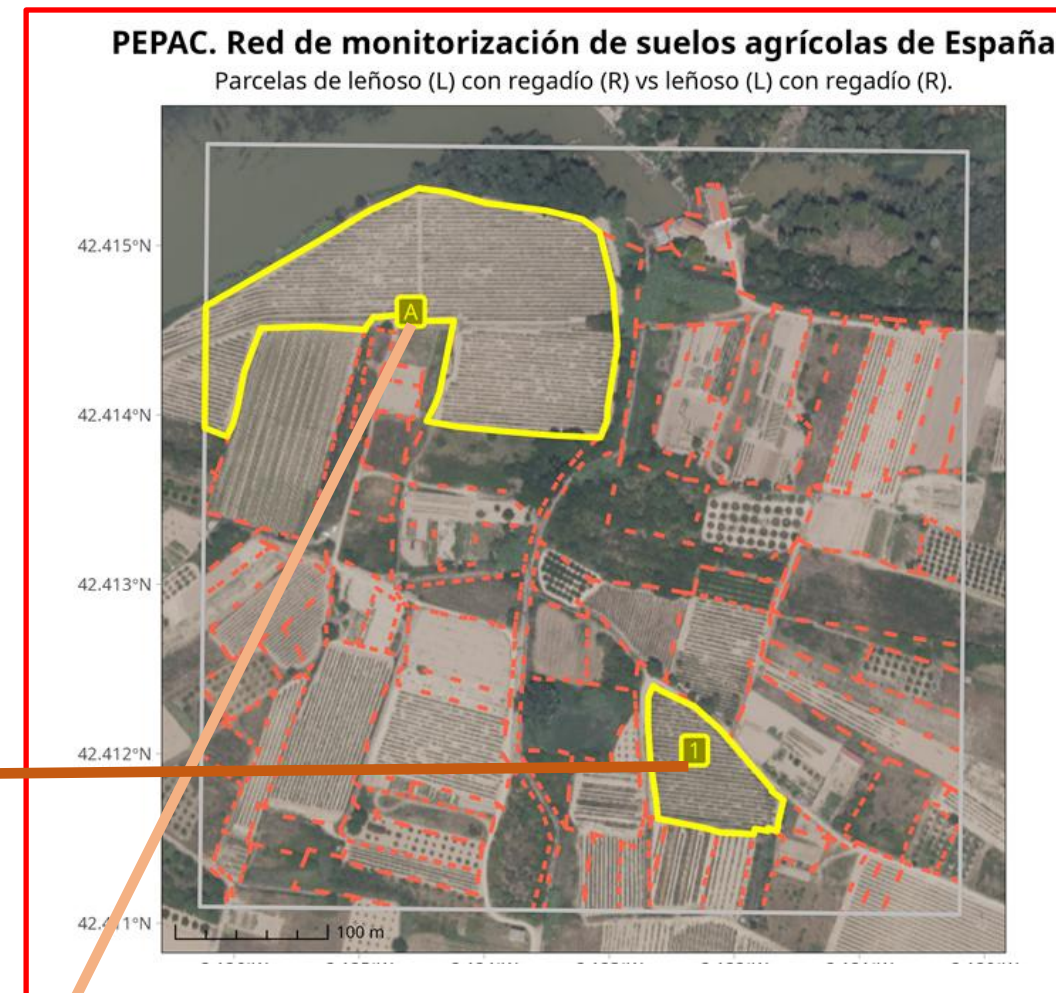 PEPAC. Red de monitorización de suelos agrícolas de España
Parcelas de leñoso (L) con regadío (R) vs leñoso (L) con regadío (R).
42.415°N
A
42.414°N
42.413°N
42.412°N
1
100 m